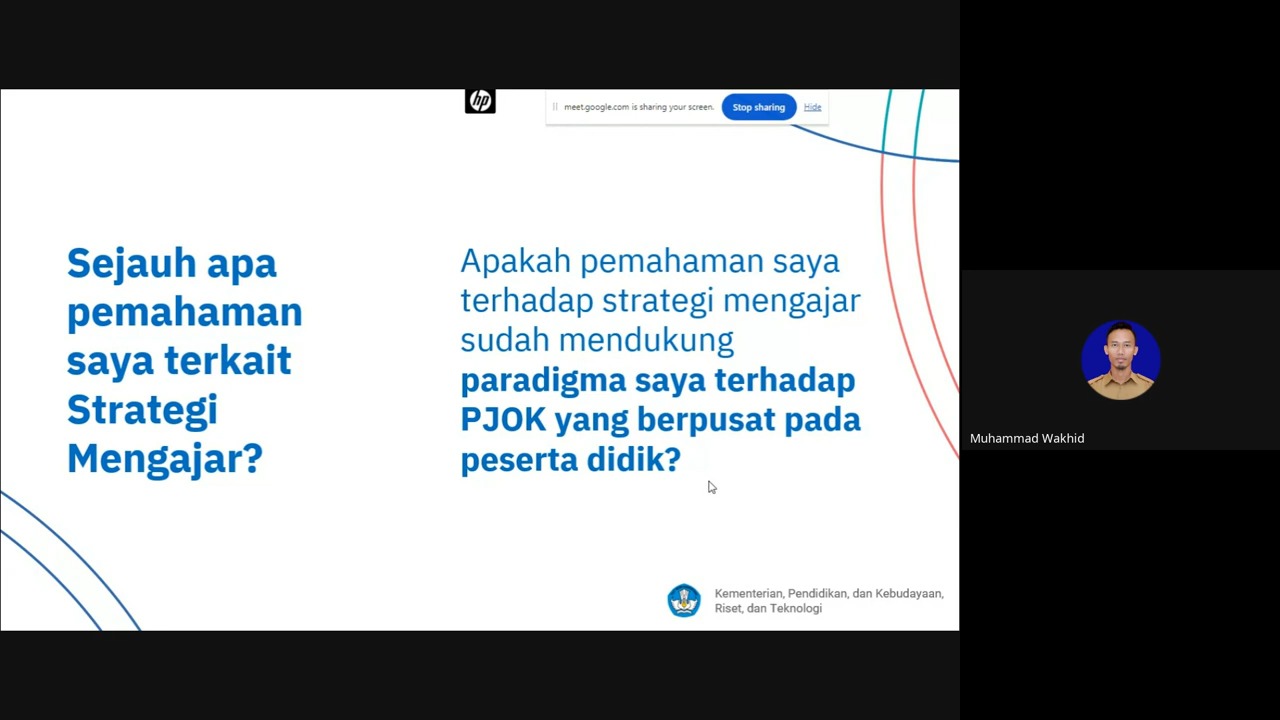 hp
meet.google.com is sharing your screen.
Stop sharing
Hide
Sejauh apa
pemahaman
saya terkait
Strategi
Mengajar?
Apakah pemahaman saya
terhadap strategi mengajar
sudah mendukung
paradigma saya terhadap
PJOK yang berpusat pada
peserta didik?
Kementerian, Pendidikan, dan Kebudayaan,
Riset, dan Teknologi
Muhammad Wakhid